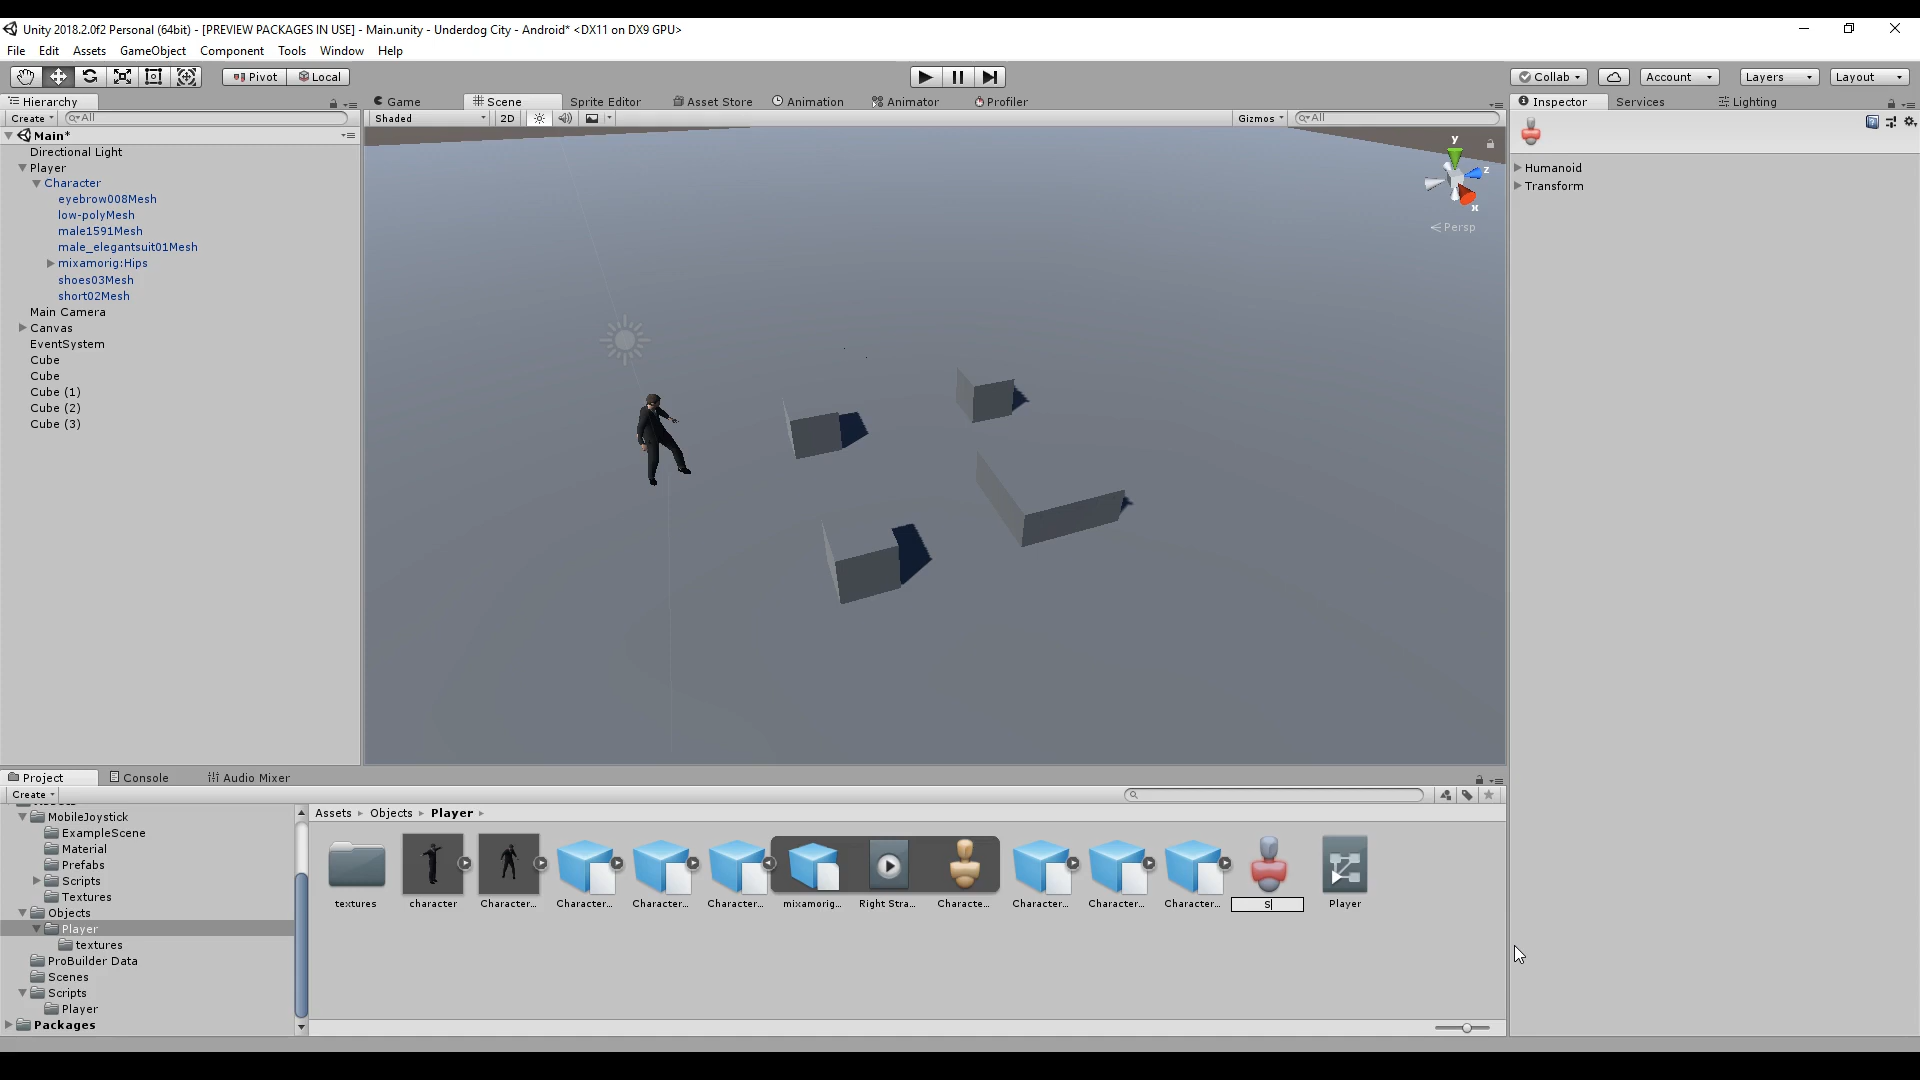 Unity 2018.2.0f2 Personal (64bit) - [PREVIEW PACKAGES IN USE] - Main.unity - Underdog City - Android* <DX11 on DX9 GPU>
File Edit Assets GameObject Component Tools Window Help
Pivot Local Collab Account Layers Layout
Hierarchy Game Scene Sprite Editor Asset Store Animation Animator Profiler Inspector Services Lighting
Create All Shaded 2D Gizmos All
Main*
Directional Light
Player
Character
eyebrow008Mesh
low-polyMesh
male1591Mesh
male_elegantsuit01Mesh
mixamorig:Hips
shoes03Mesh
short02Mesh
Main Camera
Canvas
EventSystem
Cube
Cube
Cube (1)
Cube (2)
Cube (3)
y
z
x
Persp
Humanoid
Transform
Project Console Audio Mixer
Create
Assets
MobileJoystick
ExampleScene
Material
Prefabs
Scripts
Textures
Objects
Player
textures
ProBuilder Data
Scenes
Scripts
Player
Packages
Assets Objects Player
textures character Character... Character... Character... Character... mixamorig... Right Stra... Characte... Character... Character... Character... S Player